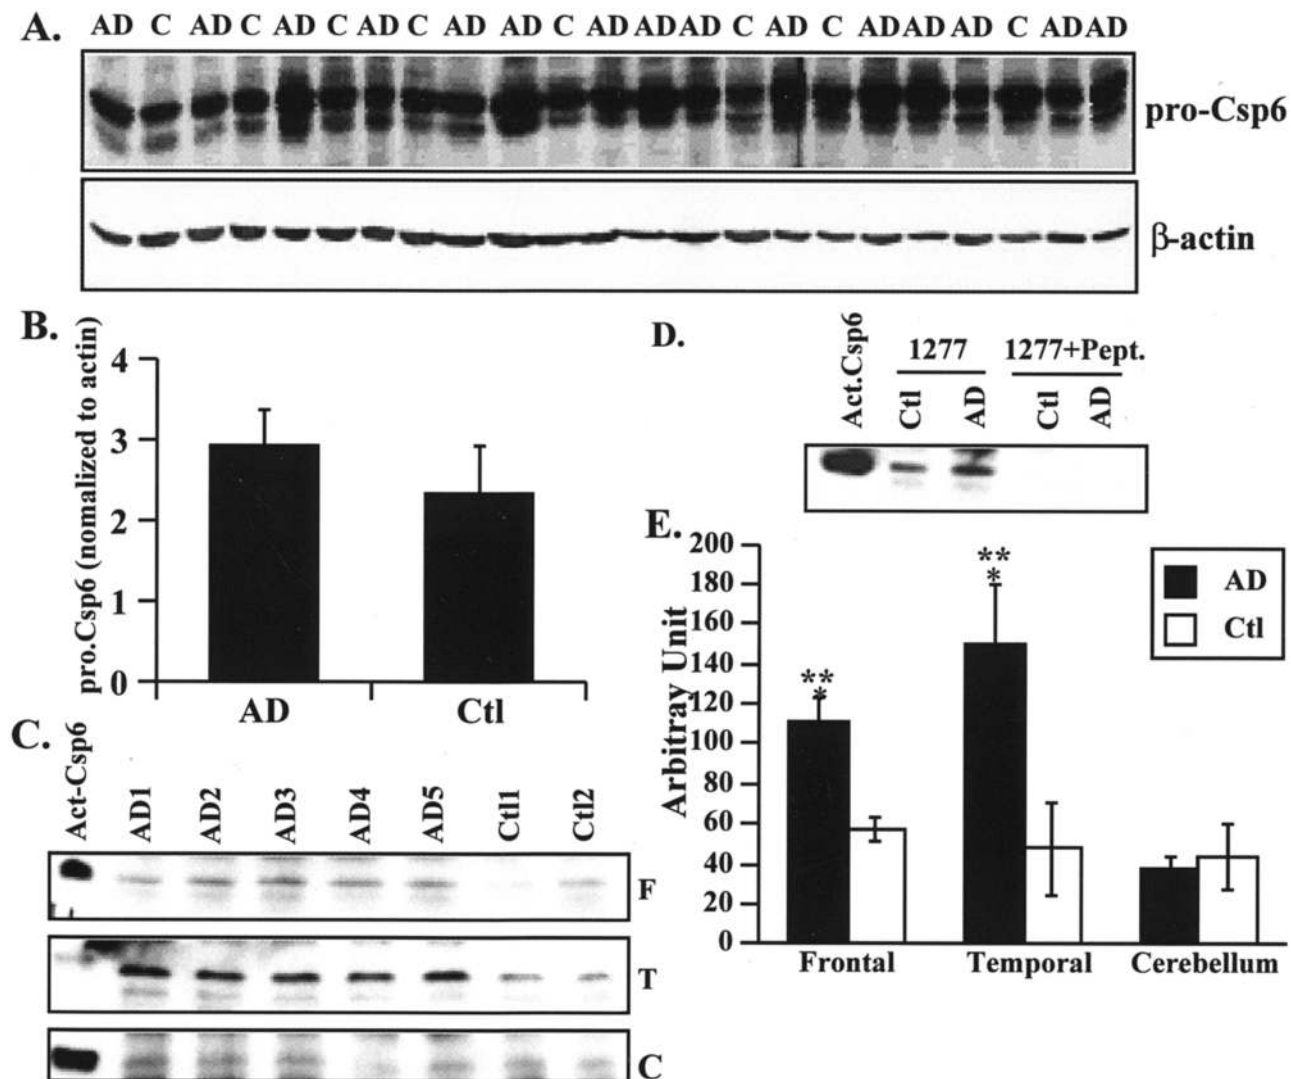 A.
AD C AD C AD C AD C AD AD C AD AD AD C AD C AD AD AD C AD AD
pro-Csp6
β-actin
B.
pro.Csp6 (nomalized to actin)
4
3
2
1
0
AD Ctl
C.
Act-Csp6 AD1 AD2 AD3 AD4 AD5 Ctl1 Ctl2
F
T
C
D.
Act.Csp6
1277 1277+Pept.
Ctl AD Ctl AD
E.
Arbitray Unit
200
180
160
140
120
100
80
60
40
20
0
**
*
**
*
AD
Ctl
Frontal Temporal Cerebellum